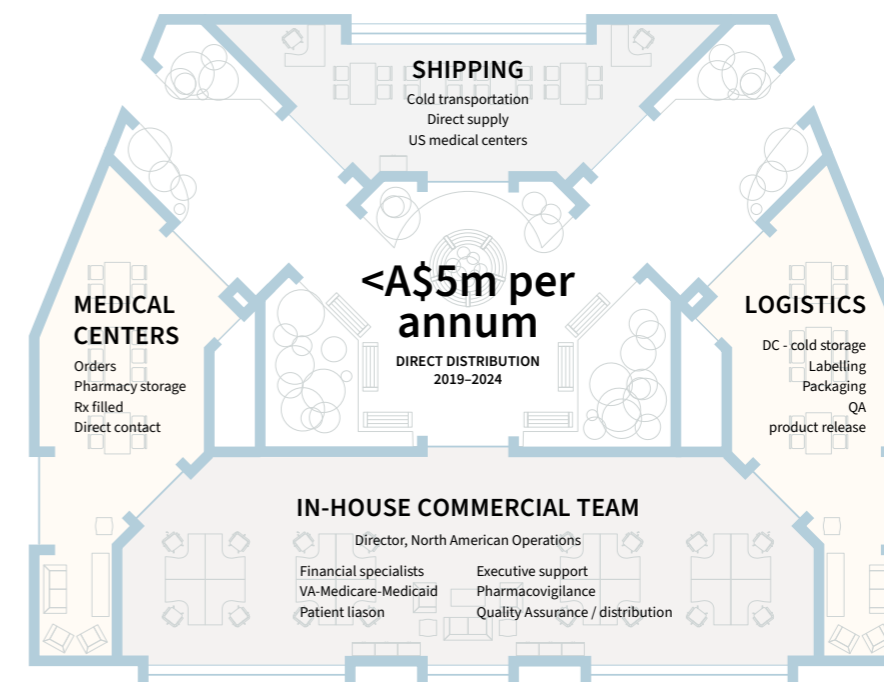 SHIPPING
Cold transportation
Direct supply
US medical centers
<A$5m per
annum
DIRECT DISTRIBUTION
2019–2024
MEDICAL
CENTERS
Orders
Pharmacy storage
Rx filled
Direct contact
LOGISTICS
DC - cold storage
Labelling
Packaging
QA
product release
IN-HOUSE COMMERCIAL TEAM
Director, North American Operations
Financial specialists
VA-Medicare-Medicaid
Patient liason
Executive support
Pharmacovigilance
Quality Assurance / distribution